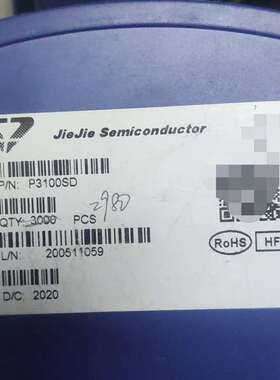 JieJie Semiconductor
P/N: P3100SD
QTY 3000 PCS 2980
L/N: 200511059
RoHS HF
D/C: 2020